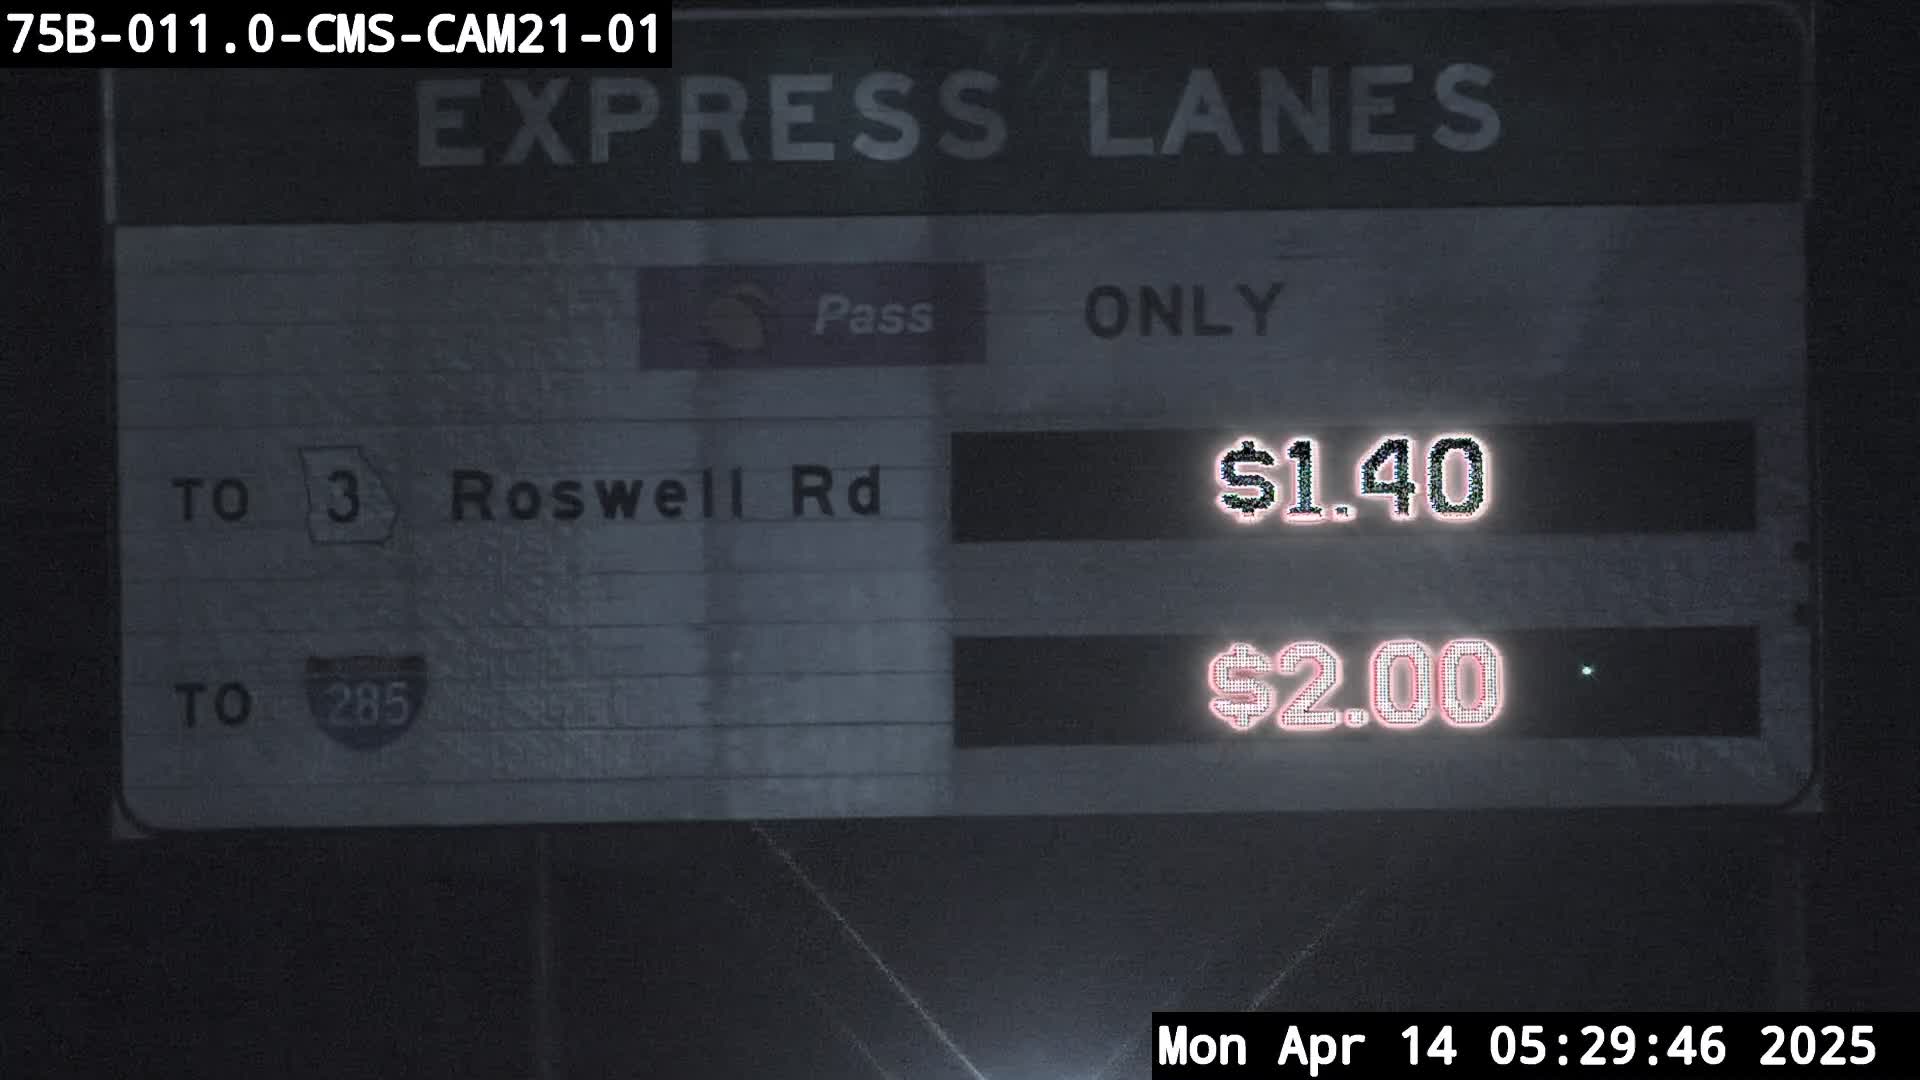 75B-011.0-CMS-CAM21-01
EXPRESS LANES
Pass ONLY
TO 3 Roswell Rd $1.40
TO 285 $2.00
Mon Apr 14 05:29:46 2025